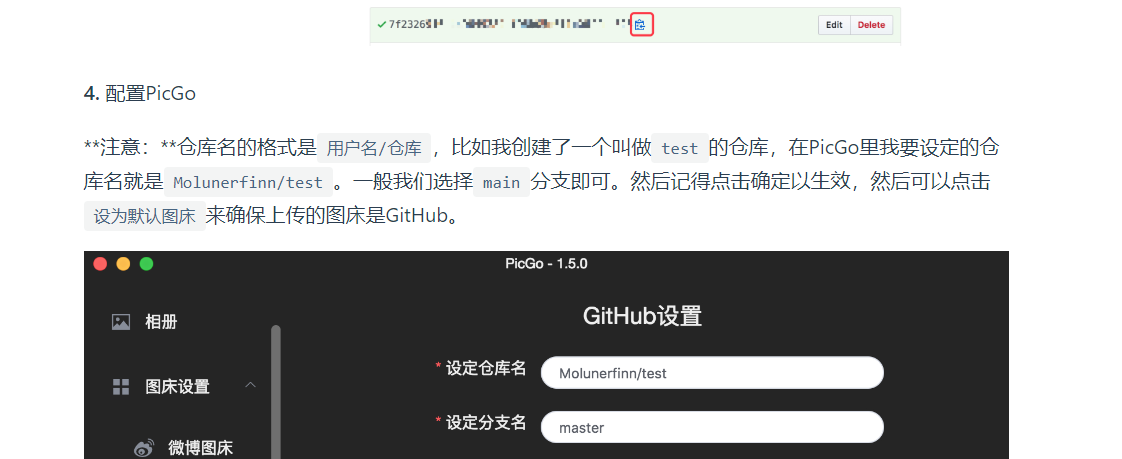 7f2326
Edit Delete
4. 配置PicGo
**注意：**仓库名的格式是 用户名/仓库 ，比如我创建了一个叫做 test 的仓库，在PicGo里我要设定的仓
库名就是 Molunerfinn/test 。一般我们选择 main 分支即可。然后记得点击确定以生效，然后可以点击
设为默认图床 来确保上传的图床是GitHub。
PicGo - 1.5.0
相册
GitHub设置
* 设定仓库名 Molunerfinn/test
图床设置
* 设定分支名 master
微博图床